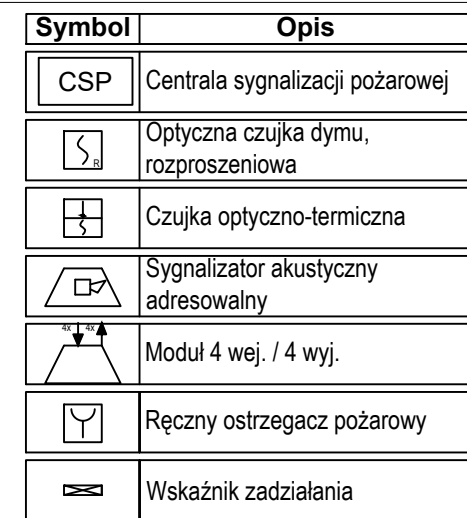 Symbol Opis
CSP Centrala sygnalizacji pożarowej
Optyczna czujka dymu,
R rozproszeniowa
Czujka optyczno-termiczna
Sygnalizator akustyczny
adresowalny
4x 4x
Moduł 4 wej. / 4 wyj.
Ręczny ostrzegacz pożarowy
Wskaźnik zadziałania